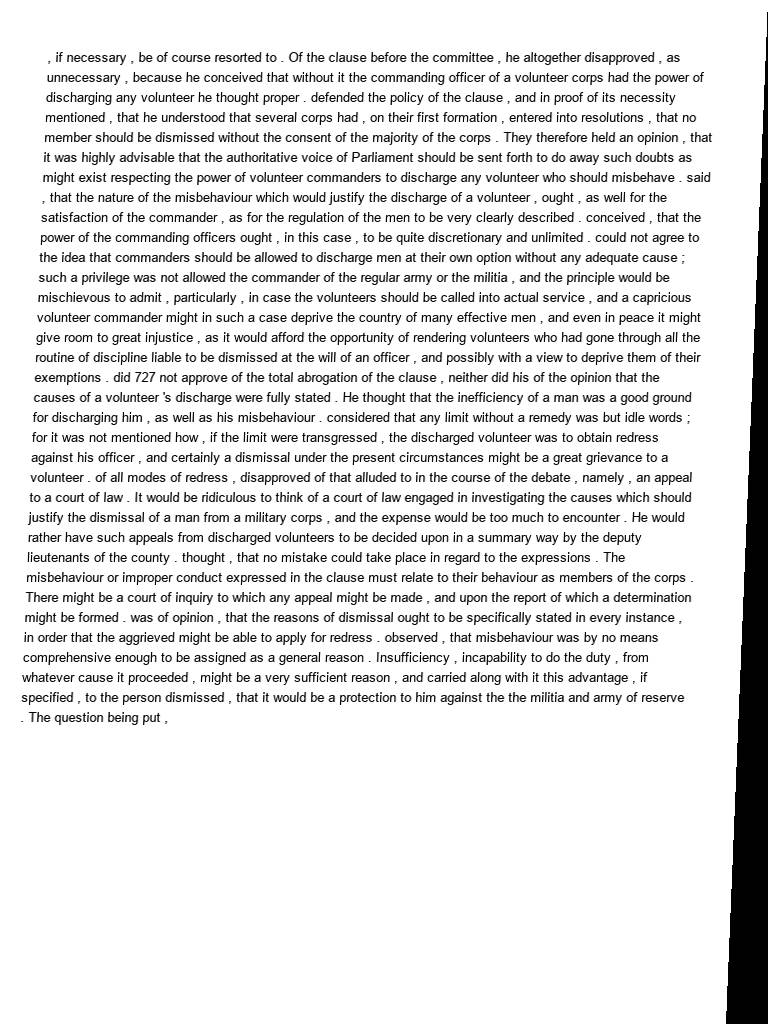 , if necessary , be of course resorted to . Of the clause before the committee , he altogether disapproved , as
unnecessary , because he conceived that without it the commanding officer of a volunteer corps had the power of
discharging any volunteer he thought proper . defended the policy of the clause , and in proof of its necessity
mentioned , that he understood that several corps had , on their first formation , entered into resolutions , that no
member should be dismissed without the consent of the majority of the corps . They therefore held an opinion , that
it was highly advisable that the authoritative voice of Parliament should be sent forth to do away such doubts as
might exist respecting the power of volunteer commanders to discharge any volunteer who should misbehave . said
, that the nature of the misbehaviour which would justify the discharge of a volunteer , ought , as well for the
satisfaction of the commander , as for the regulation of the men to be very clearly described . conceived , that the
power of the commanding officers ought , in this case , to be quite discretionary and unlimited . could not agree to
the idea that commanders should be allowed to discharge men at their own option without any adequate cause ;
such a privilege was not allowed the commander of the regular army or the militia , and the principle would be
mischievous to admit , particularly , in case the volunteers should be called into actual service , and a capricious
volunteer commander might in such a case deprive the country of many effective men , and even in peace it might
give room to great injustice , as it would afford the opportunity of rendering volunteers who had gone through all the
routine of discipline liable to be dismissed at the will of an officer , and possibly with a view to deprive them of their
exemptions . did 727 not approve of the total abrogation of the clause , neither did his of the opinion that the
causes of a volunteer 's discharge were fully stated . He thought that the inefficiency of a man was a good ground
for discharging him , as well as his misbehaviour . considered that any limit without a remedy was but idle words ;
for it was not mentioned how , if the limit were transgressed , the discharged volunteer was to obtain redress
against his officer , and certainly a dismissal under the present circumstances might be a great grievance to a
volunteer . of all modes of redress , disapproved of that alluded to in the course of the debate , namely , an appeal
to a court of law . It would be ridiculous to think of a court of law engaged in investigating the causes which should
justify the dismissal of a man from a military corps , and the expense would be too much to encounter . He would
rather have such appeals from discharged volunteers to be decided upon in a summary way by the deputy
lieutenants of the county . thought , that no mistake could take place in regard to the expressions . The
misbehaviour or improper conduct expressed in the clause must relate to their behaviour as members of the corps .
There might be a court of inquiry to which any appeal might be made , and upon the report of which a determination
might be formed . was of opinion , that the reasons of dismissal ought to be specifically stated in every instance ,
in order that the aggrieved might be able to apply for redress . observed , that misbehaviour was by no means
comprehensive enough to be assigned as a general reason . Insufficiency , incapability to do the duty , from
whatever cause it proceeded , might be a very sufficient reason , and carried along with it this advantage , if
specified , to the person dismissed , that it would be a protection to him against the the militia and army of reserve
. The question being put ,